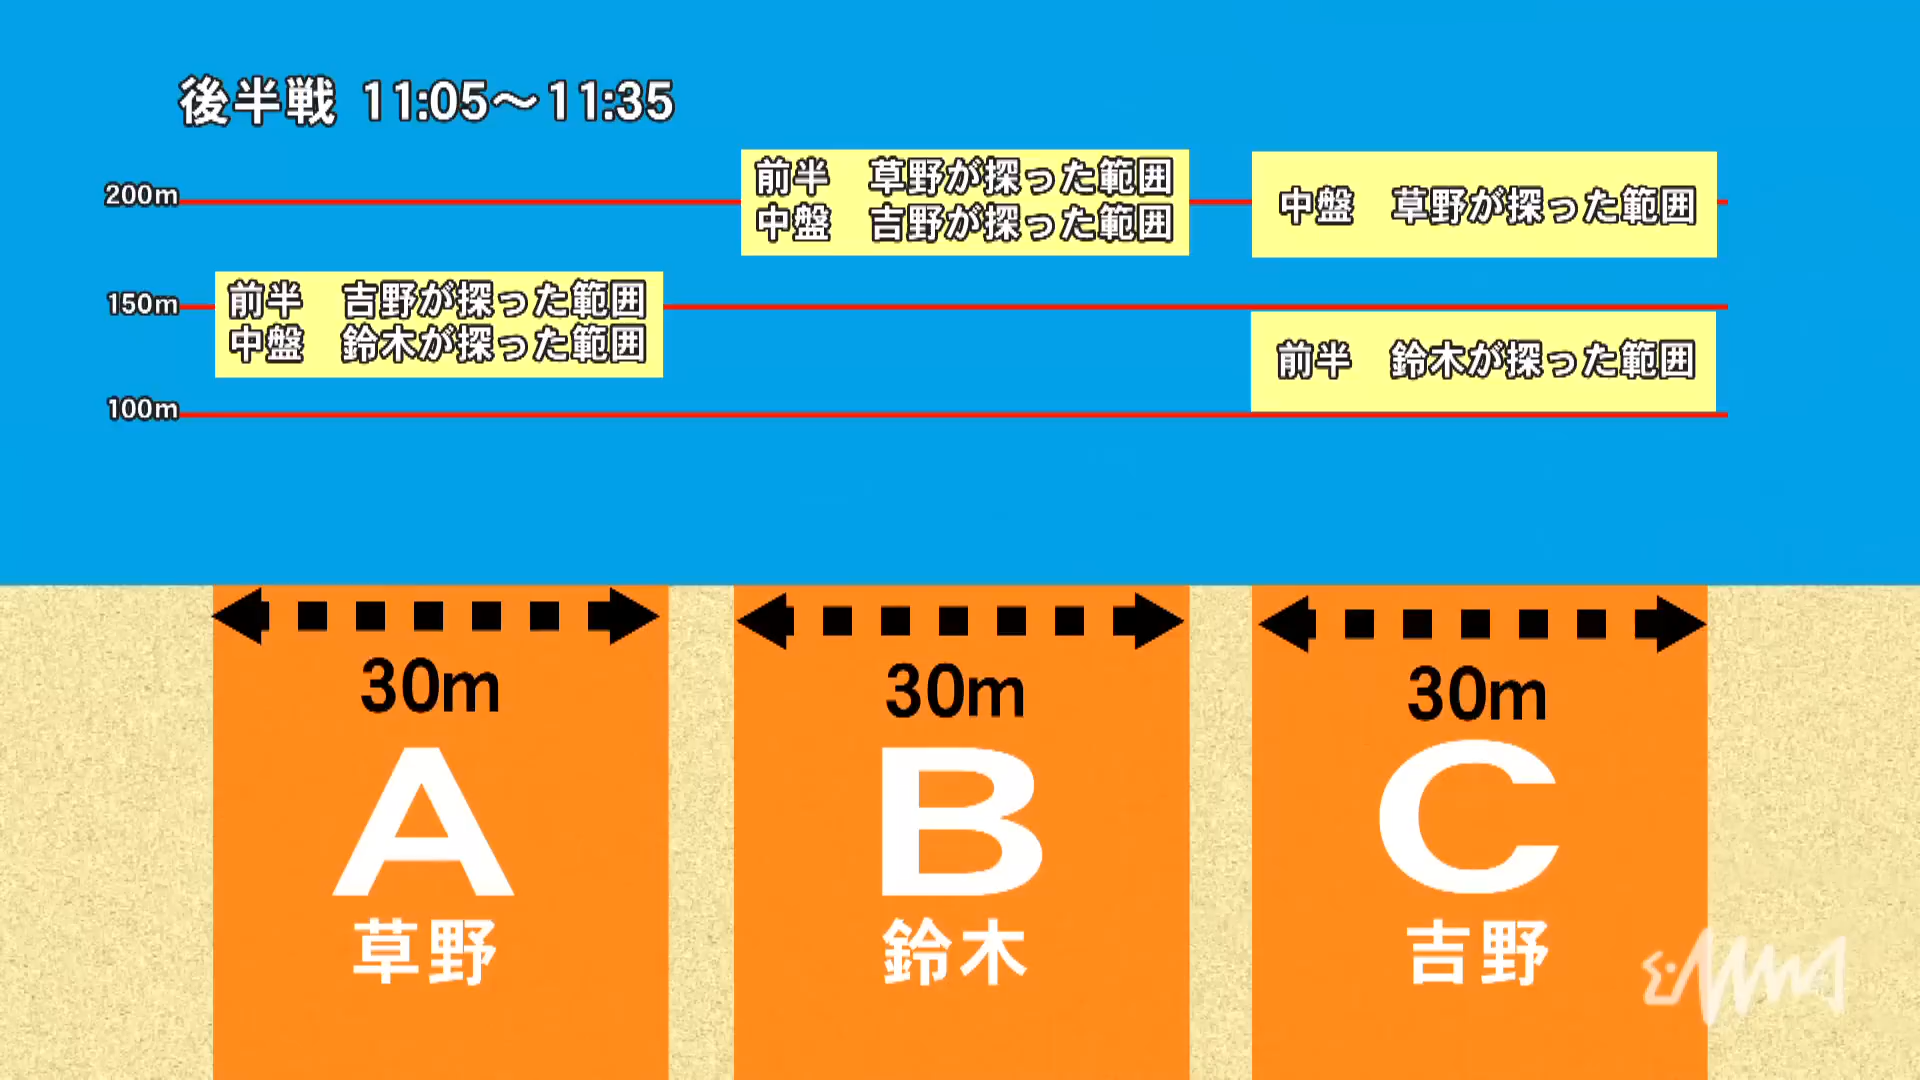 後半戦 11:05～11:35
200m
前半　草野が探った範囲
中盤　吉野が探った範囲
中盤　草野が探った範囲
150m
前半　吉野が探った範囲
中盤　鈴木が探った範囲
前半　鈴木が探った範囲
100m
30m
30m
30m
A
B
C
草野
鈴木
吉野